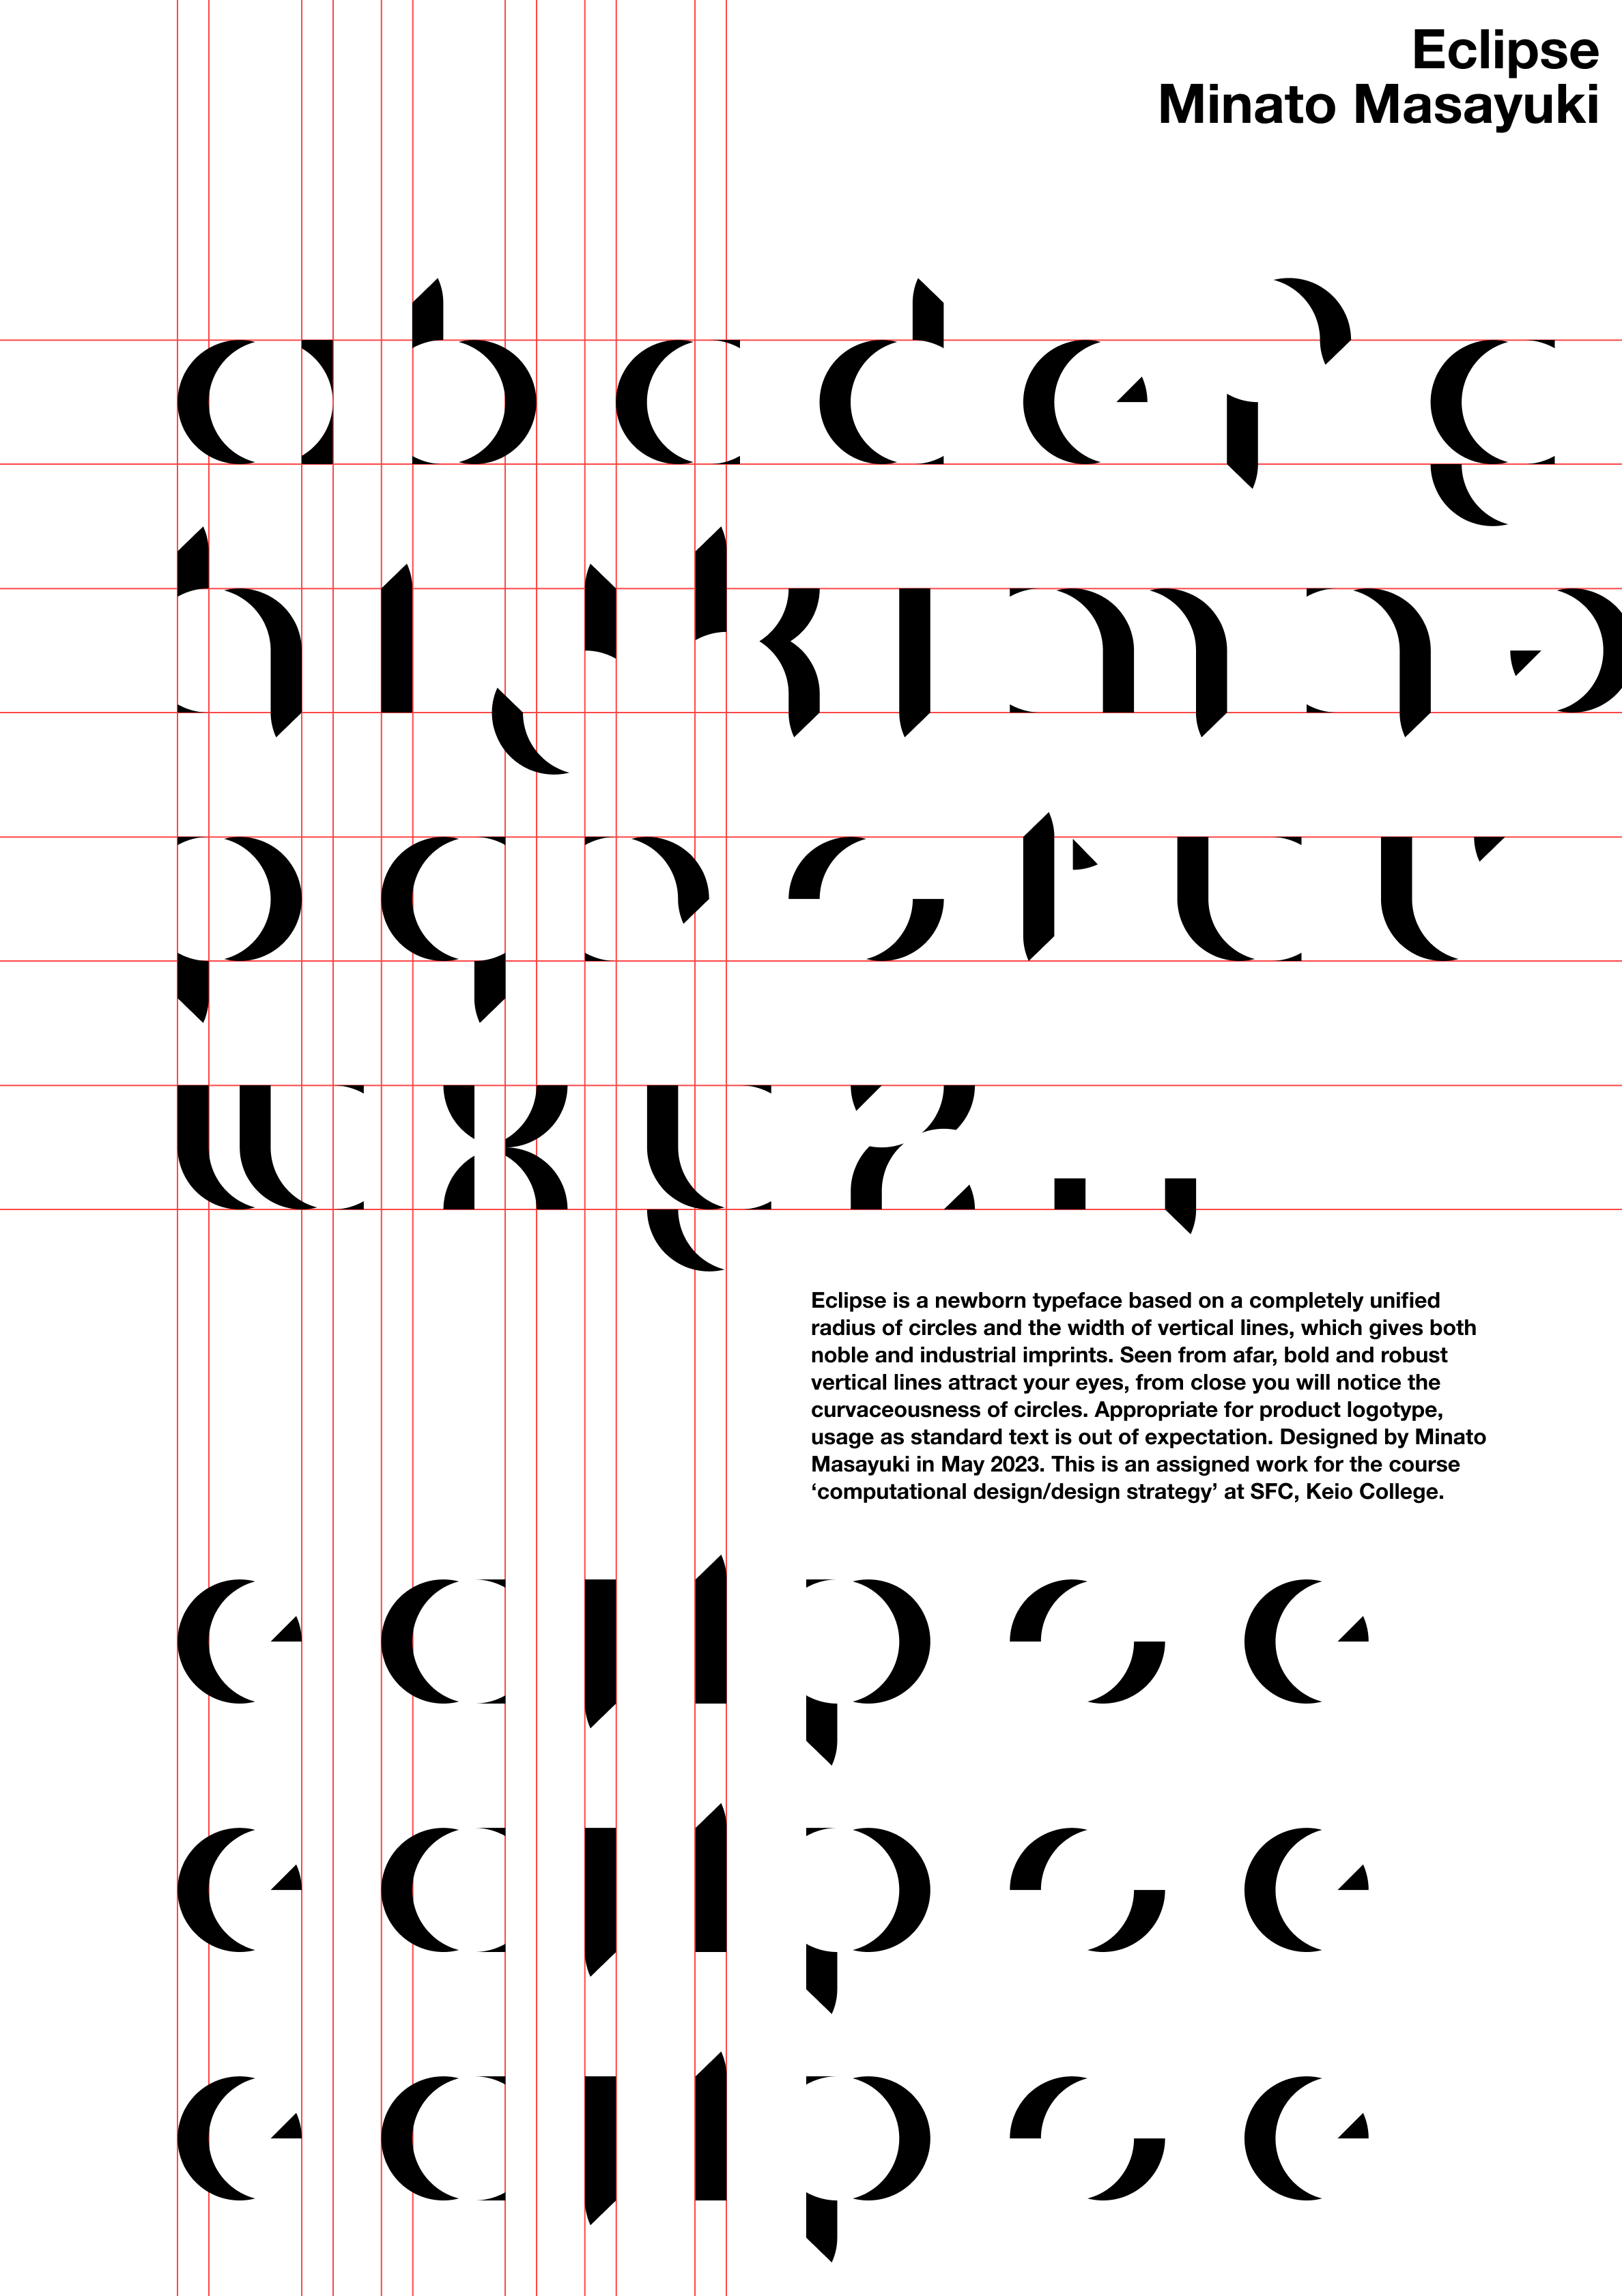 Eclipse
Minato Masayuki
a b c d e f g
h i j k l m n o
p q r s t u v
w x y z . ,
Eclipse is a newborn typeface based on a completely unified
radius of circles and the width of vertical lines, which gives both
noble and industrial imprints. Seen from afar, bold and robust
vertical lines attract your eyes, from close you will notice the
curvaceousness of circles. Appropriate for product logotype,
usage as standard text is out of expectation. Designed by Minato
Masayuki in May 2023. This is an assigned work for the course
‘computational design/design strategy’ at SFC, Keio College.
eclipse
eclipse
eclipse